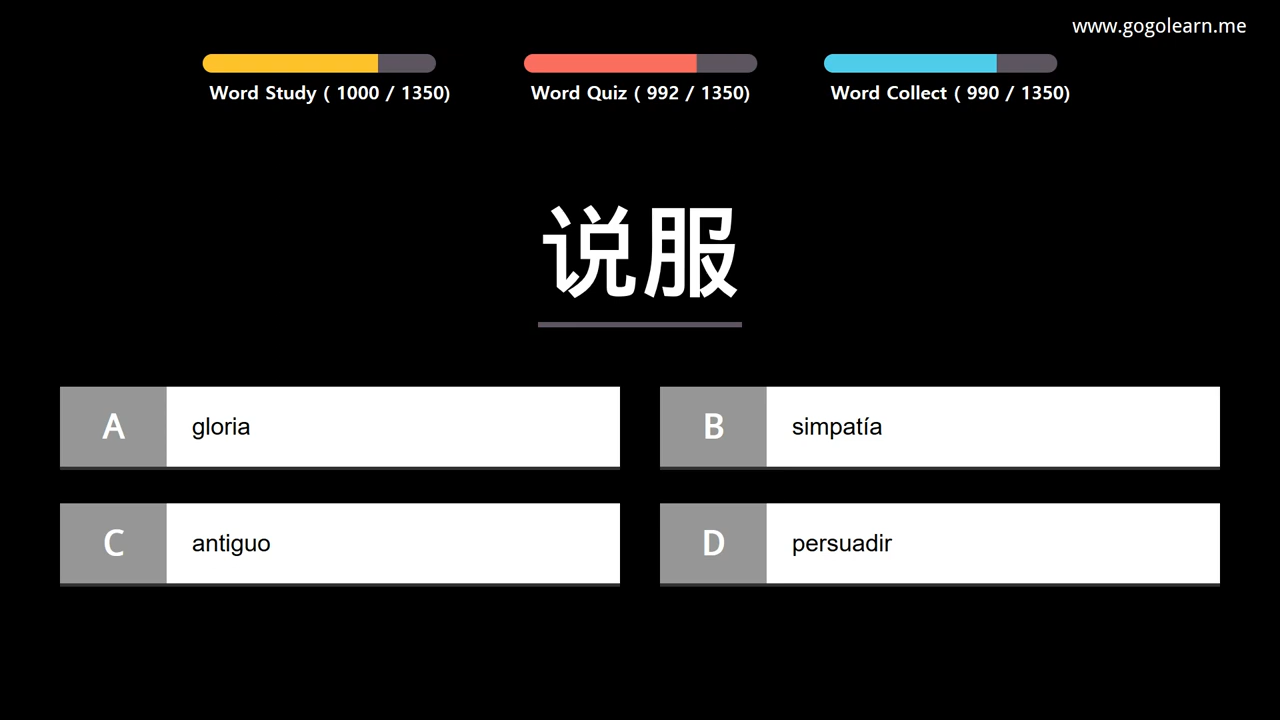 www.gogolearn.me
Word Study ( 1000 / 1350)
Word Quiz ( 992 / 1350)
Word Collect ( 990 / 1350)
说服
A gloria
B simpatía
C antiguo
D persuadir